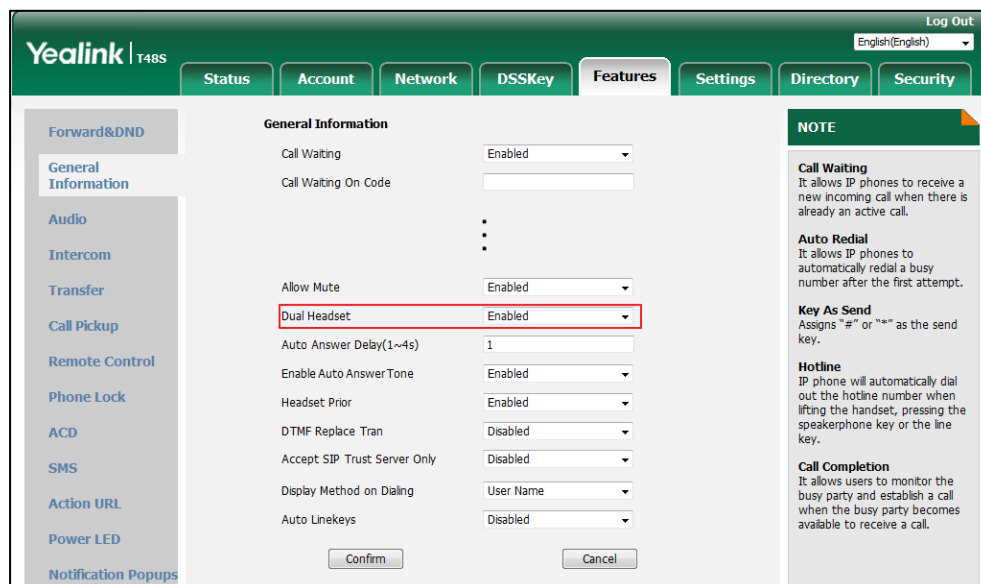 Log Out
English(English)
Yealink T48S
Status Account Network DSSKey Features Settings Directory Security
Forward&DND
General
Information
Audio
Intercom
Transfer
Call Pickup
Remote Control
Phone Lock
ACD
SMS
Action URL
Power LED
Notification Popups
General Information
Call Waiting Enabled
Call Waiting On Code
Allow Mute Enabled
Dual Headset Enabled
Auto Answer Delay(1~4s) 1
Enable Auto Answer Tone Enabled
Headset Prior Enabled
DTMF Replace Tran Disabled
Accept SIP Trust Server Only Disabled
Display Method on Dialing User Name
Auto Linekeys Disabled
Confirm Cancel
NOTE
Call Waiting
It allows IP phones to receive a
new incoming call when there is
already an active call.
Auto Redial
It allows IP phones to
automatically redial a busy
number after the first attempt.
Key As Send
Assigns "#" or "*" as the send
key.
Hotline
IP phone will automatically dial
out the hotline number when
lifting the handset, pressing the
speakerphone key or the line
key.
Call Completion
It allows users to monitor the
busy party and establish a call
when the busy party becomes
available to receive a call.